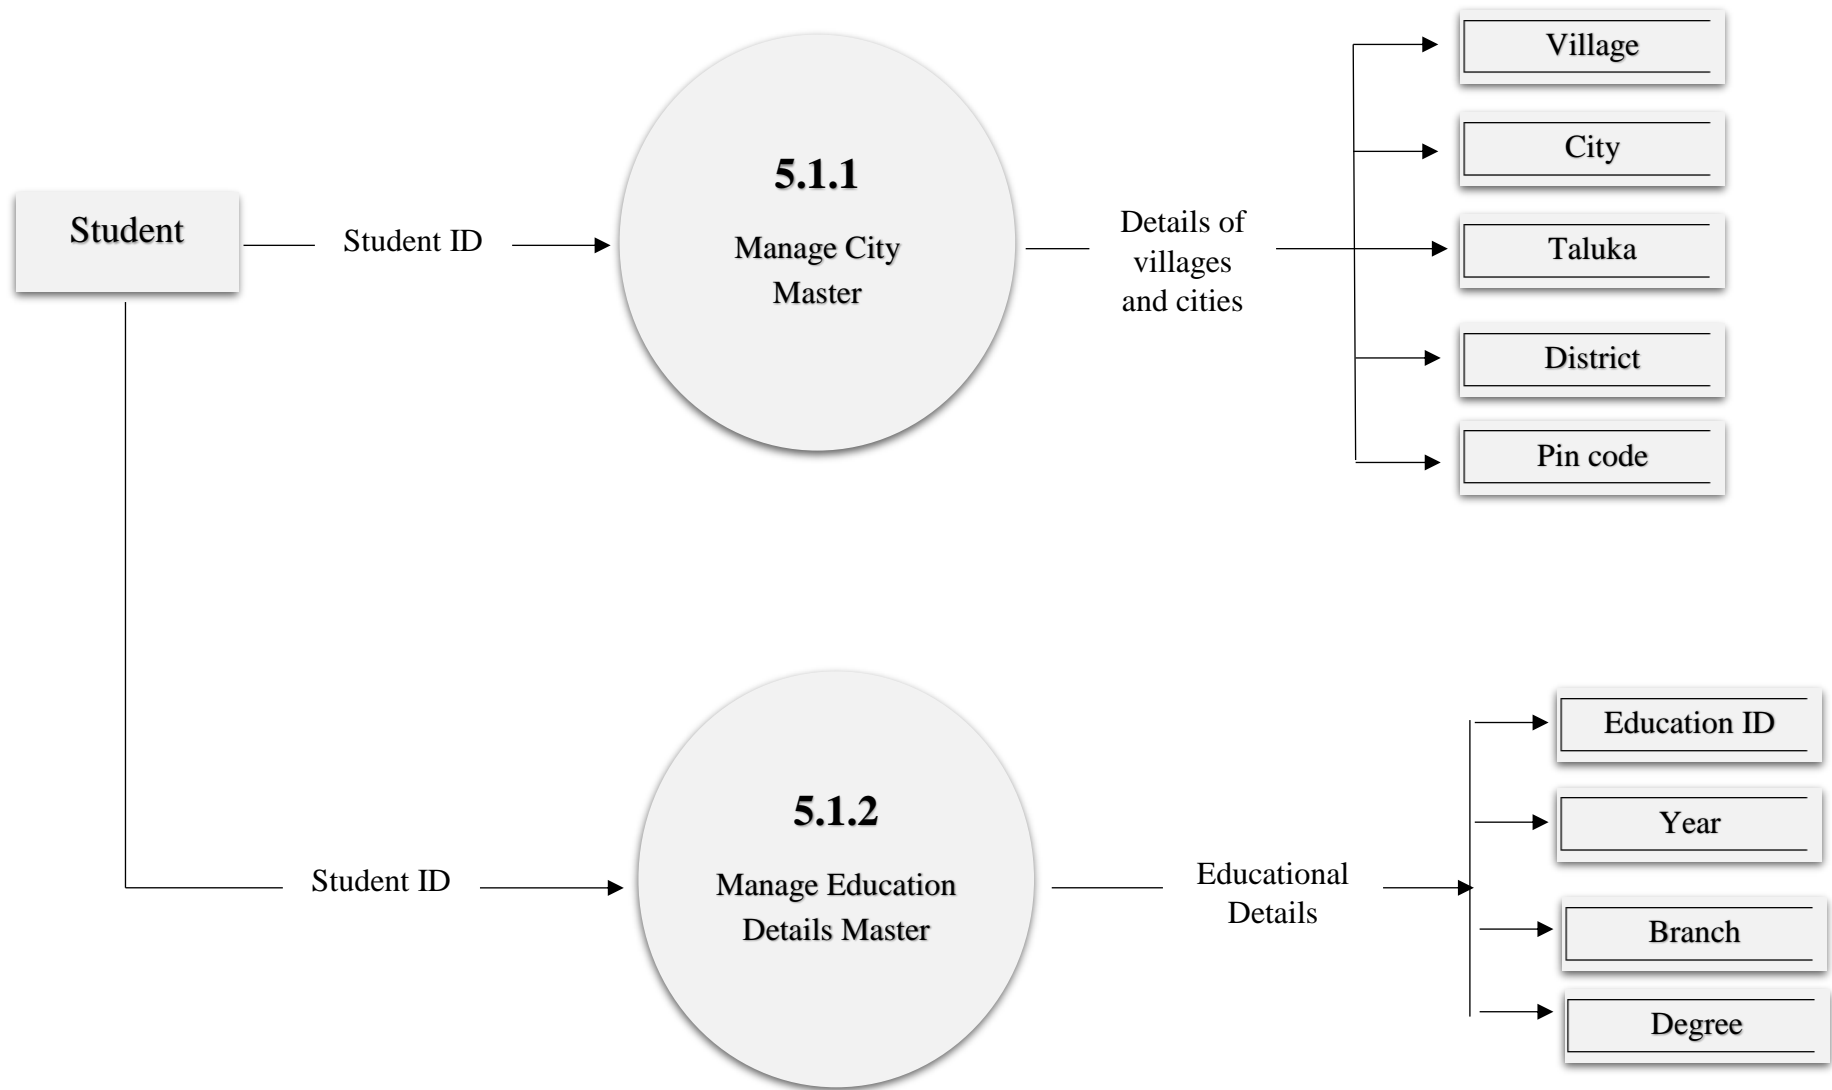 Student
Student ID
5.1.1
Manage City
Master
Details of
villages
and cities
Village
City
Taluka
District
Pin code
Student ID
5.1.2
Manage Education
Details Master
Educational
Details
Education ID
Year
Branch
Degree